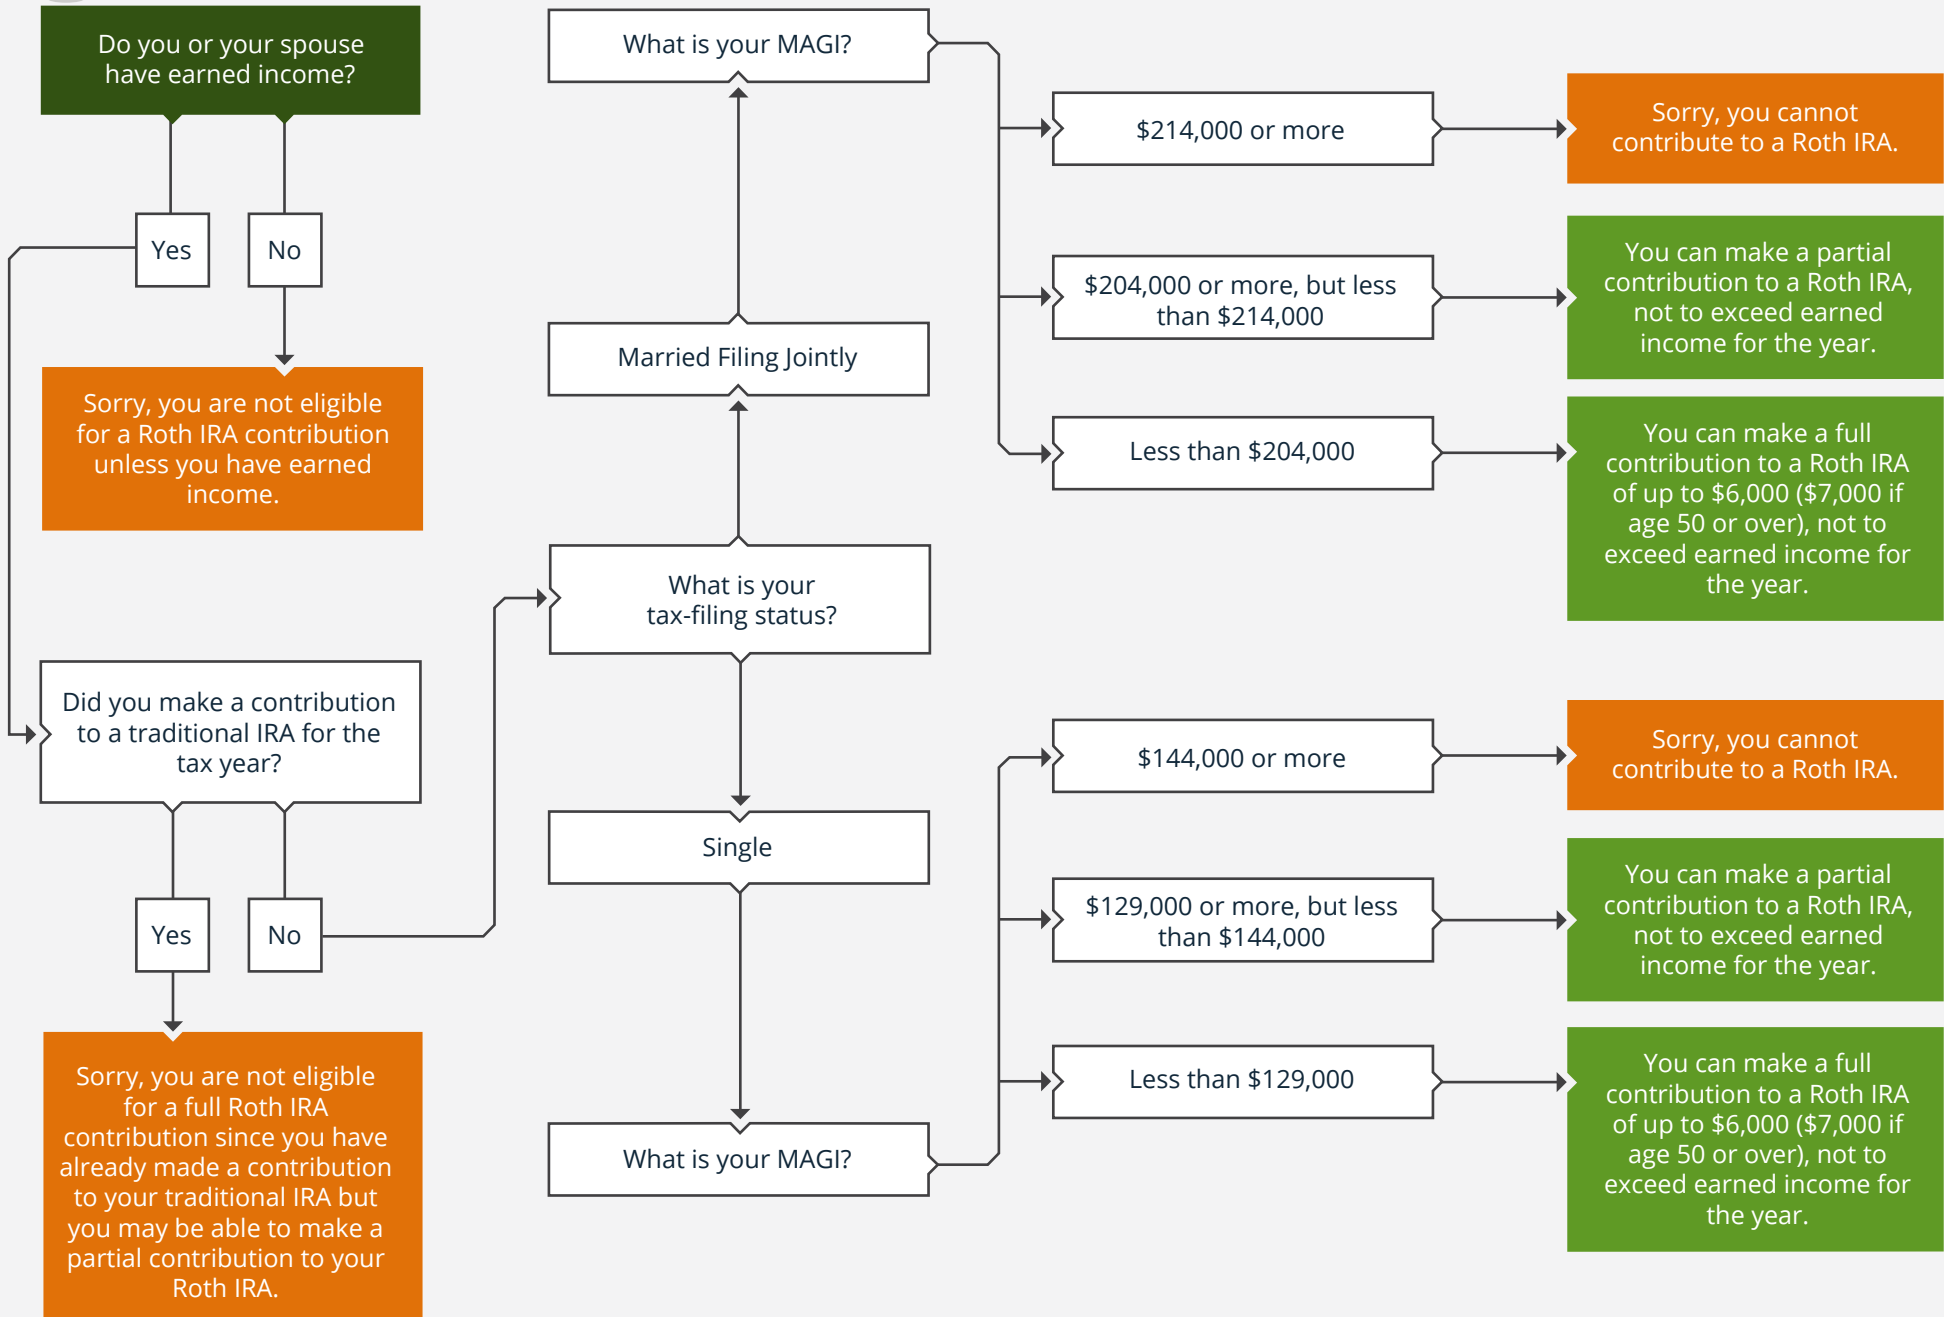 Do you or your spouse
have earned income?
Yes
No
Sorry, you are not eligible
for a Roth IRA contribution
unless you have earned
income.
Did you make a contribution
to a traditional IRA for the
tax year?
Yes
No
Sorry, you are not eligible
for a full Roth IRA
contribution since you have
already made a contribution
to your traditional IRA but
you may be able to make a
partial contribution to your
Roth IRA.
What is your
tax-filing status?
Married Filing Jointly
What is your MAGI?
$214,000 or more
Sorry, you cannot
contribute to a Roth IRA.
$204,000 or more, but less
than $214,000
You can make a partial
contribution to a Roth IRA,
not to exceed earned
income for the year.
Less than $204,000
You can make a full
contribution to a Roth IRA
of up to $6,000 ($7,000 if
age 50 or over), not to
exceed earned income for
the year.
Single
What is your MAGI?
$144,000 or more
Sorry, you cannot
contribute to a Roth IRA.
$129,000 or more, but less
than $144,000
You can make a partial
contribution to a Roth IRA,
not to exceed earned
income for the year.
Less than $129,000
You can make a full
contribution to a Roth IRA
of up to $6,000 ($7,000 if
age 50 or over), not to
exceed earned income for
the year.